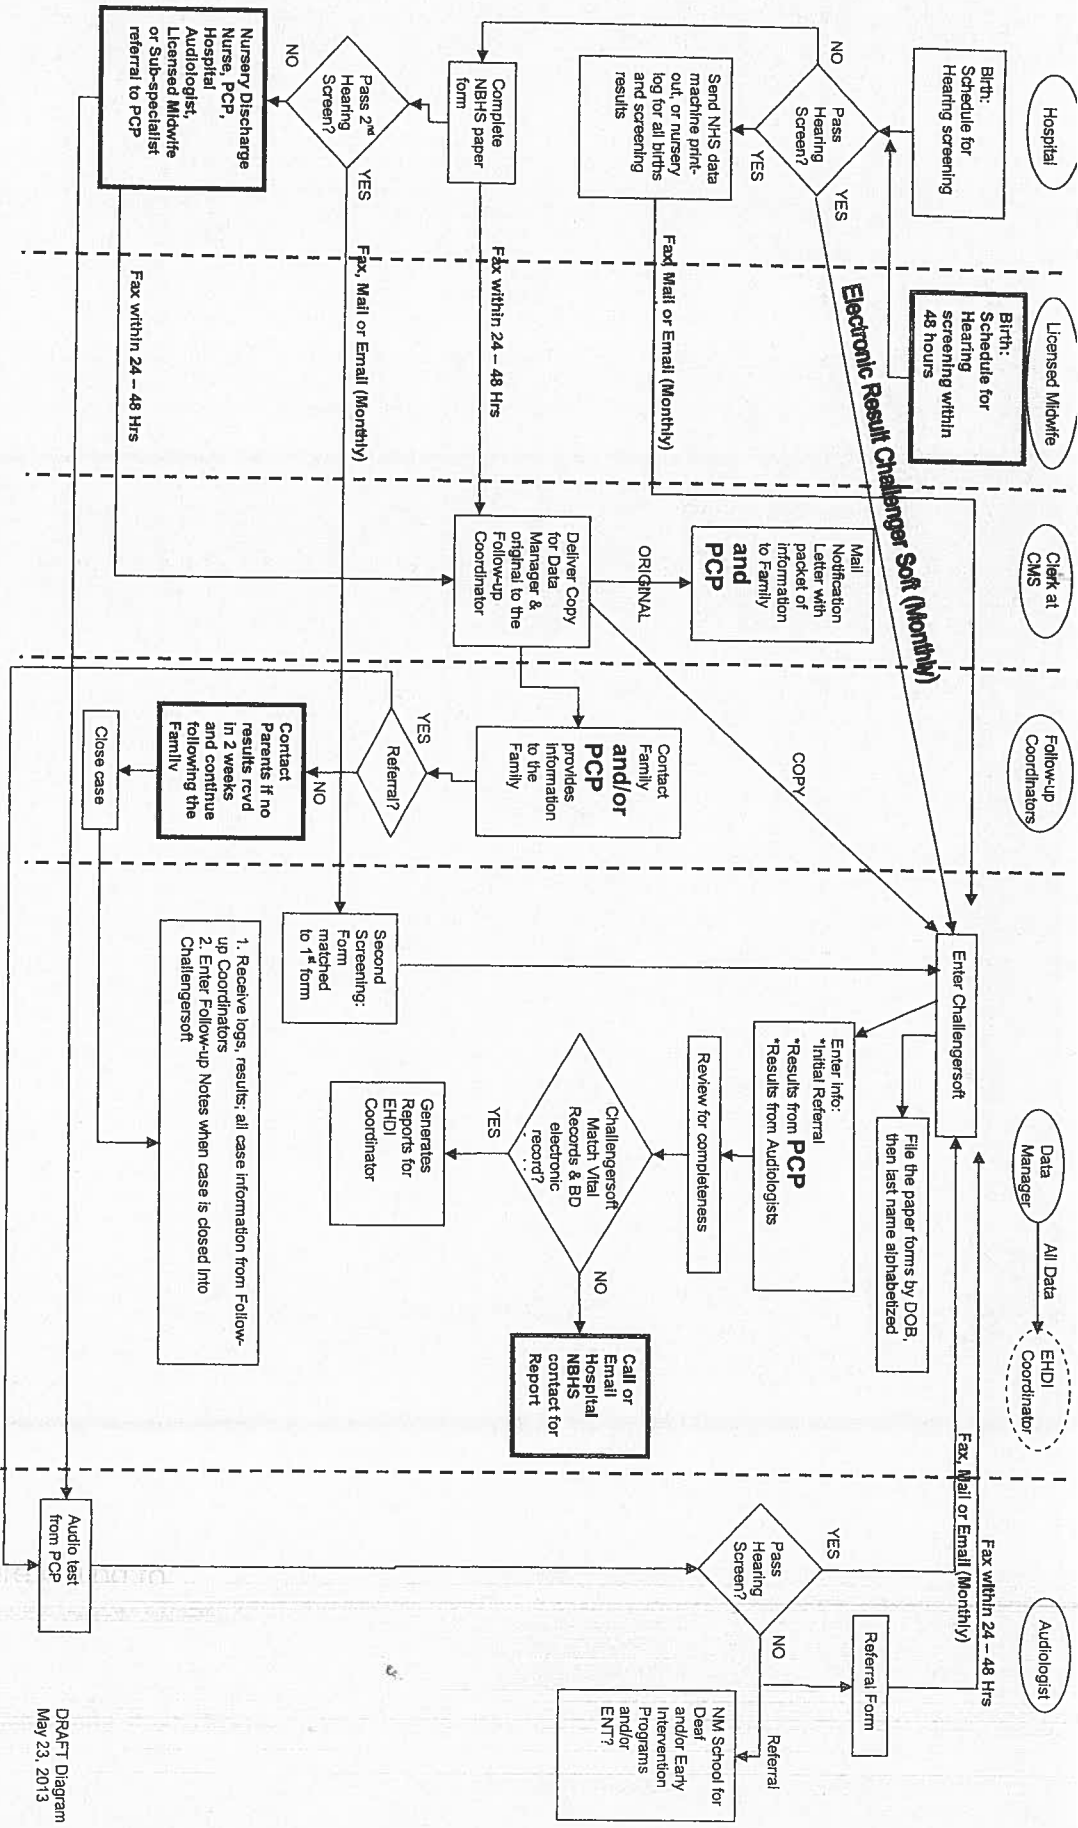 Hospital
Licensed Midwife
Clerk at
CMS
Follow-up
Coordinators
Data
Manager
All Data
EHDI
Coordinator
Audiologist
Birth:
Schedule for
Hearing screening
Pass
Hearing
Screen?
NO
YES
YES
Send NHS data
machine print-
out, or nursery
log for all births
and screening
results
Complete
NBHS paper
form
Pass 2nd
Hearing
Screen?
NO
YES
Nursery Discharge
Nurse, PCP,
Hospital
Audiologist,
Licensed Midwife
or Sub-specialist
referral to PCP
Birth:
Schedule for
Hearing
screening within
48 hours
Electronic Result Challenger Soft (Monthly)
Fax, Mail or Email (Monthly)
Fax within 24 – 48 Hrs
Fax, Mail or Email (Monthly)
Fax within 24 – 48 Hrs
Mail
Notification
Letter with
packet of
information
to Family
and
PCP
ORIGINAL
Deliver Copy
for Data
Manager &
original to the
Follow-up
Coordinator
COPY
Contact
Family
and/or
PCP
provides
information
to the
Family
Referral?
YES
NO
Contact
Parents if no
results rcvd
in 2 weeks
and continue
following the
Family
Close case
Enter Challengersoft
File the paper forms by DOB,
then last name alphabetized
Enter info:
*Initial Referral
*Results from PCP
*Results from Audiologists
Review for completeness
Challengersoft
Match Vital
Records & BD
electronic
record?
YES
NO
Generates
Reports for
EHDI
Coordinator
Call or
Email
Hospital
NBHS
contact for
Report
Second
Screening:
Form
matched
to 1st form
1. Receive logs, results; all case information from Follow-
up Coordinators
2. Enter Follow-up Notes when case is closed Into
Challengersoft
Fax within 24 – 48 Hrs
Fax, Mail or Email (Monthly)
Referral Form
Pass
Hearing
Screen?
YES
NO
Referral
NM School for
Deaf
and/or Early
Intervention
Programs
and/or
ENT?
Audio test
from PCP
DRAFT Diagram
May 23, 2013